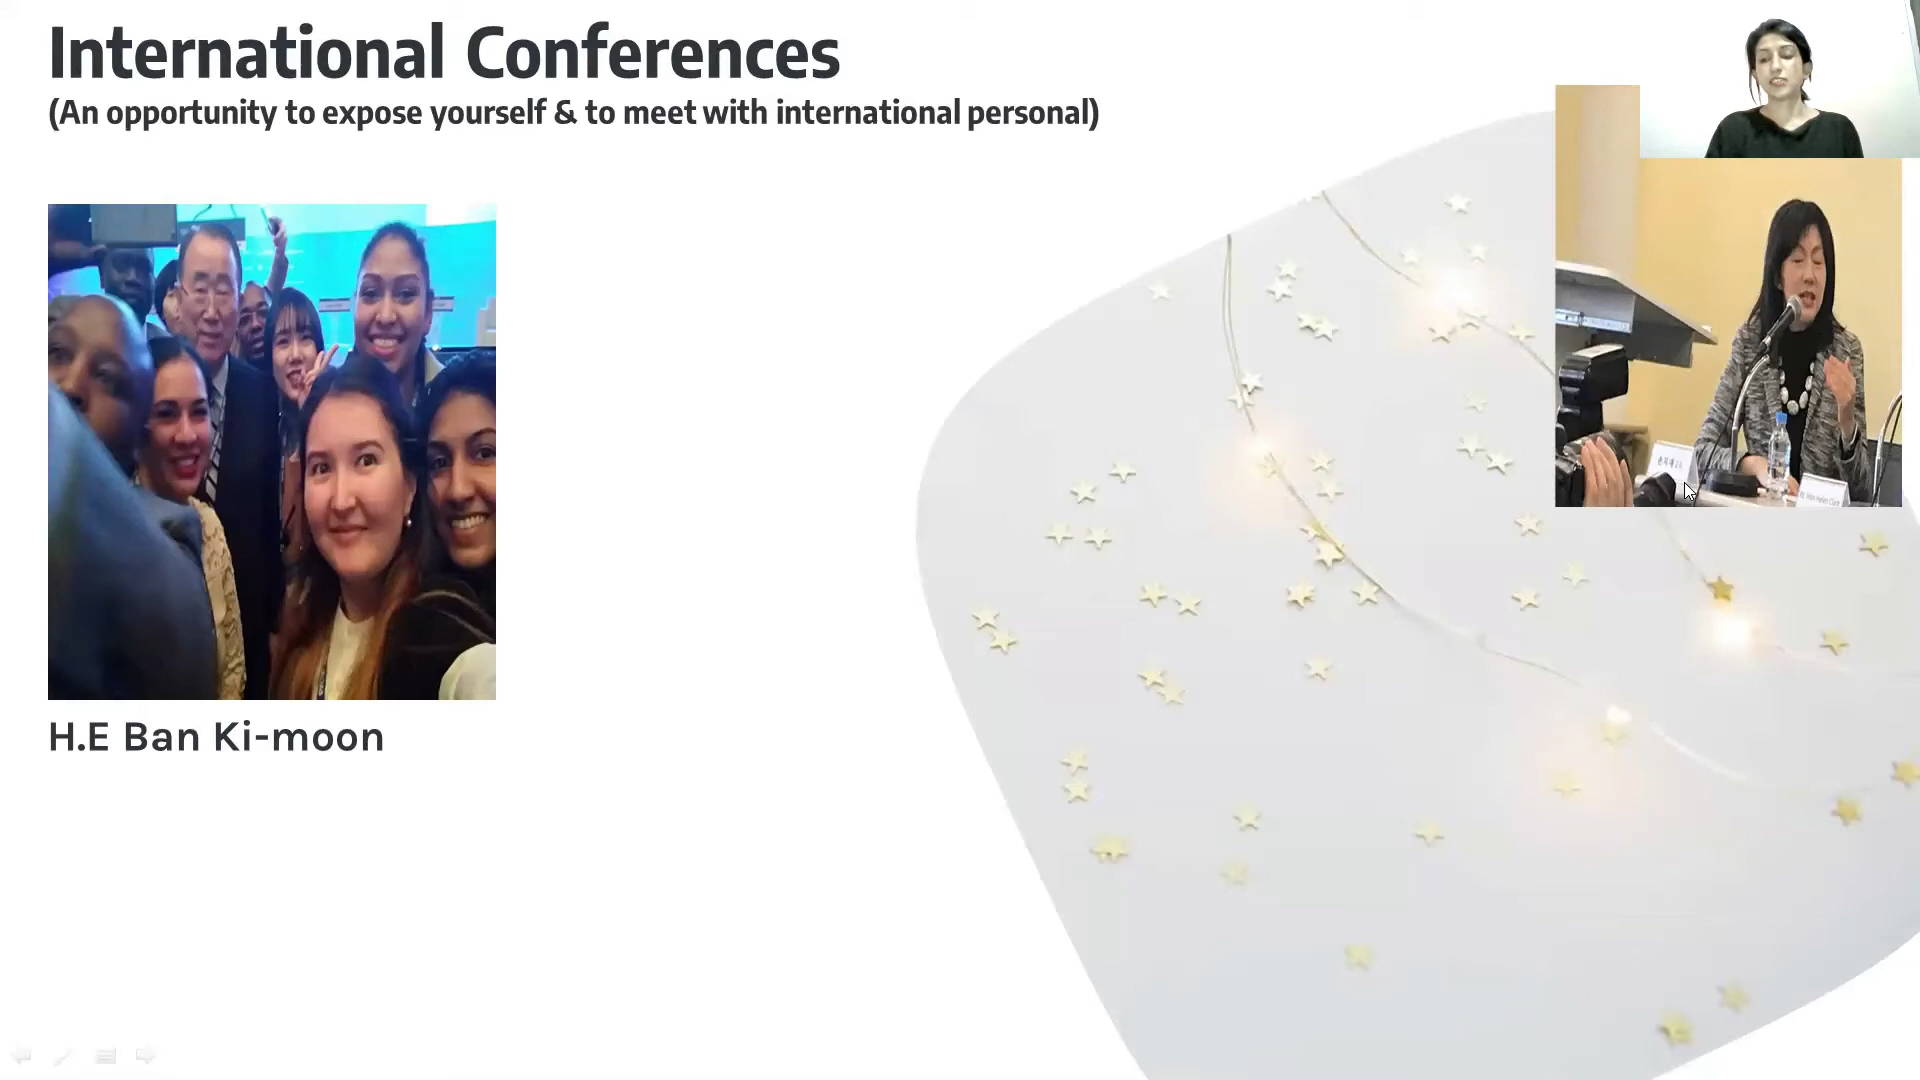 International Conferences
(An opportunity to expose yourself & to meet with international personal)
H.E Ban Ki-moon